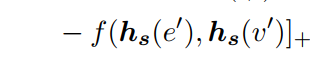 − f(h_s(e′), h_s(v′)]_+